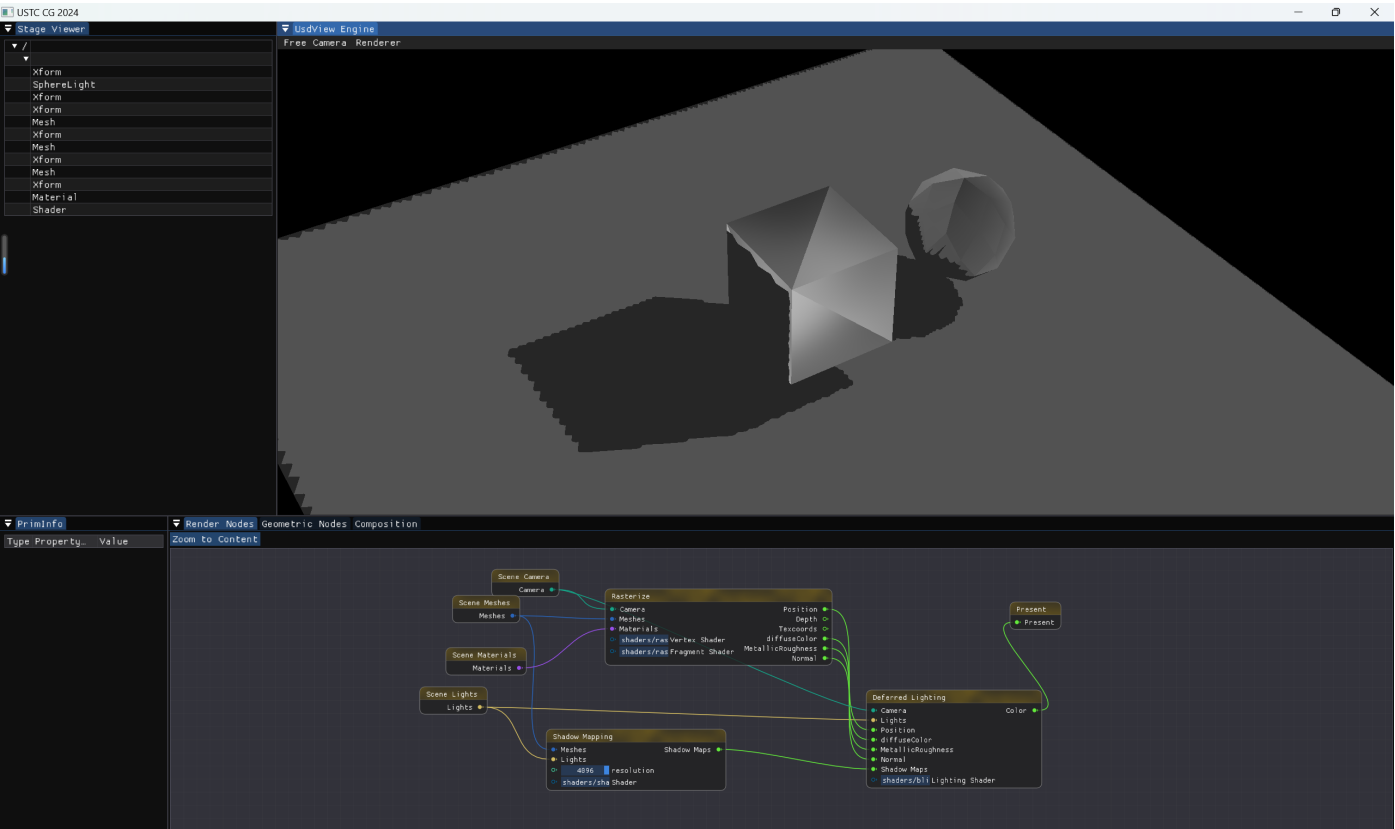 USTC CG 2024
Stage Viewer
/
Xform
SphereLight
Xform
Xform
Mesh
Xform
Mesh
Xform
Mesh
Xform
Material
Shader
UsdView Engine
Free Camera Renderer
PrimInfo
Type Property… Value
Render Nodes Geometric Nodes Composition
Zoom to Content
Scene Camera
Camera
Scene Meshes
Meshes
Scene Materials
Materials
Scene Lights
Lights
Rasterize
Camera Position
Meshes Depth
Materials Texcoords
shaders/ras Vertex Shader diffuseColor
shaders/ras Fragment Shader MetallicRoughness
Normal
Shadow Mapping
Meshes Shadow Maps
Lights
4096 resolution
shaders/sha Shader
Deferred Lighting
Camera Color
Lights
Position
diffuseColor
MetallicRoughness
Normal
Shadow Maps
shaders/bli Lighting Shader
Present
Present